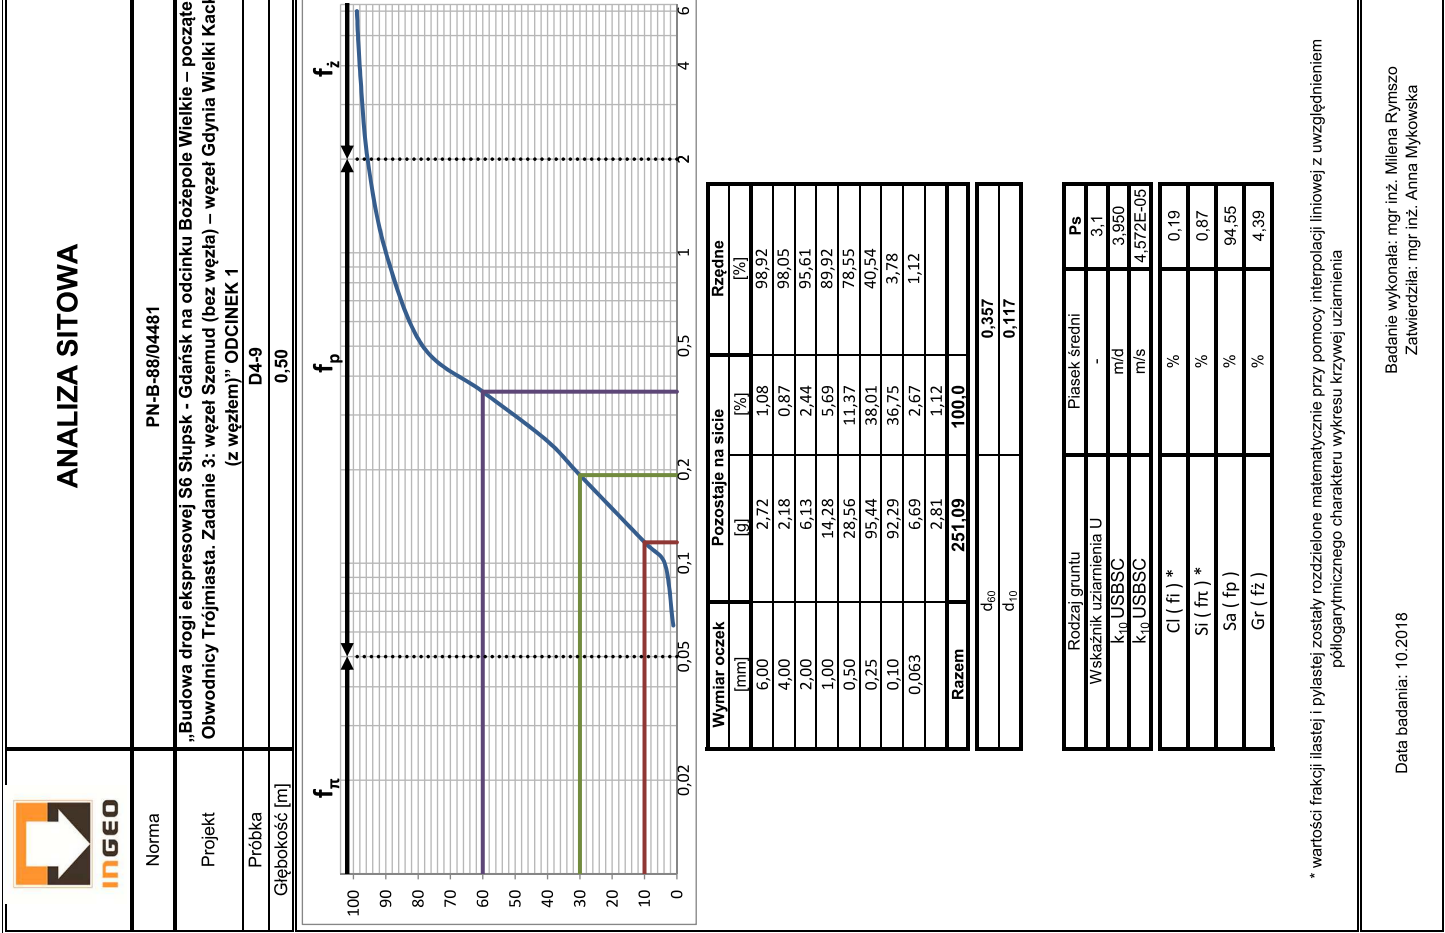 INGEO
ANALIZA SITOWA
Norma PN-B-88/04481
Projekt „Budowa drogi ekspresowej S6 Słupsk - Gdańsk na odcinku Bożepole Wielkie – począte
Obwodnicy Trójmiasta. Zadanie 3: węzeł Szemud (bez węzła) – węzeł Gdynia Wielki Kack
(z węzłem)” ODCINEK 1
Próbka D4-9
Głębokość [m] 0,50
fπ fp fż
100
90
80
70
60
50
40
30
20
10
0
0,02 0,05 0,1 0,2 0,5 1 2 4 6
Wymiar oczek Pozostaje na sicie Rzędne
[mm] [g] [%] [%]
6,00 2,72 1,08 98,92
4,00 2,18 0,87 98,05
2,00 6,13 2,44 95,61
1,00 14,28 5,69 89,92
0,50 28,56 11,37 78,55
0,25 95,44 38,01 40,54
0,10 92,29 36,75 3,78
0,063 6,69 2,67 1,12
2,81 1,12
Razem 251,09 100,0
d60 0,357
d10 0,117
Rodzaj gruntu Piasek średni Ps
Wskaźnik uziarnienia U - 3,1
k10 USBSC m/d 3,950
k10 USBSC m/s 4,572E-05
Cl ( fi ) * % 0,19
Si ( fπ ) * % 0,87
Sa ( fp ) % 94,55
Gr ( fż ) % 4,39
* wartości frakcji ilastej i pylastej zostały rozdzielone matematycznie przy pomocy interpolacji liniowej z uwzględnieniem
półlogarytmicznego charakteru wykresu krzywej uziarnienia
Data badania: 10.2018
Badanie wykonała: mgr inż. Milena Rymszo
Zatwierdziła: mgr inż. Anna Mykowska